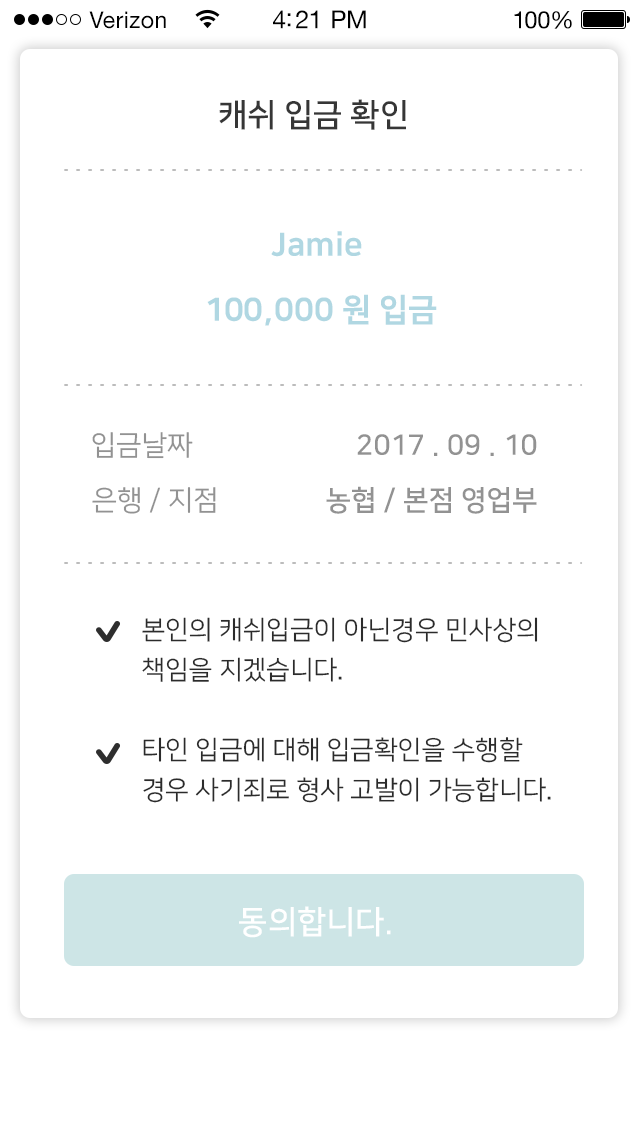 Verizon 4:21 PM 100%
캐쉬 입금 확인
Jamie
100,000 원 입금
입금날짜 2017 . 09 . 10
은행 / 지점 농협 / 본점 영업부
본인의 캐쉬입금이 아닌경우 민사상의
책임을 지겠습니다.
타인 입금에 대해 입금확인을 수행할
경우 사기죄로 형사 고발이 가능합니다.
동의합니다.